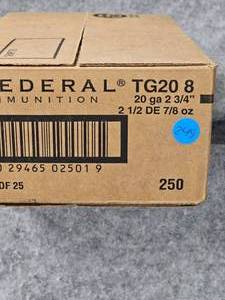 EDERAL® TG20 8
MMUNITION 20 ga 2 3/4"
2 1/2 DE 7/8 oz
0 29465 02501 9
OF 25 250